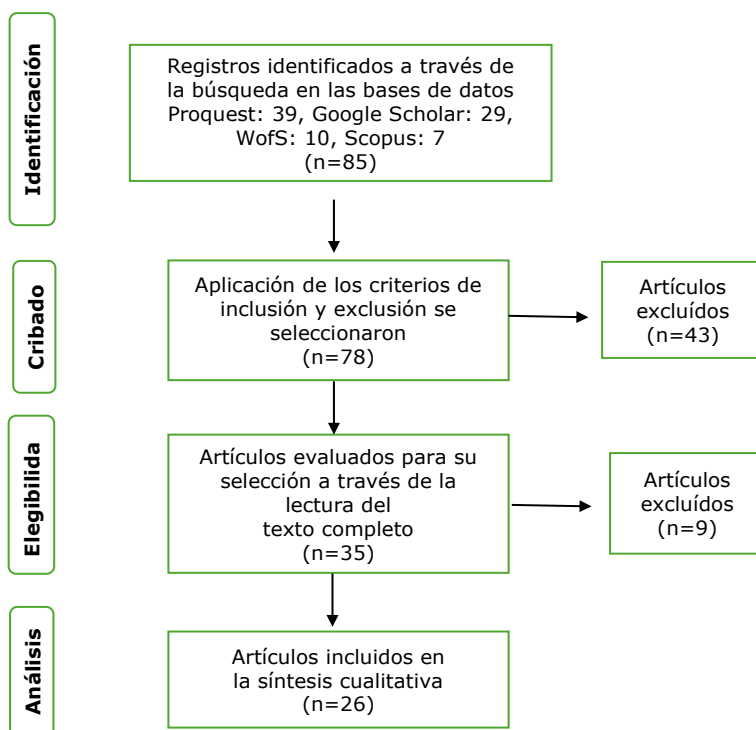 Identificación
Registros identificados a través de
la búsqueda en las bases de datos
Proquest: 39, Google Scholar: 29,
WofS: 10, Scopus: 7
(n=85)
Cribado
Aplicación de los criterios de
inclusión y exclusión se
seleccionaron
(n=78)
Artículos
excluídos
(n=43)
Elegibilida
Artículos evaluados para su
selección a través de la
lectura del
texto completo
(n=35)
Artículos
excluídos
(n=9)
Análisis
Artículos incluidos en
la síntesis cualitativa
(n=26)